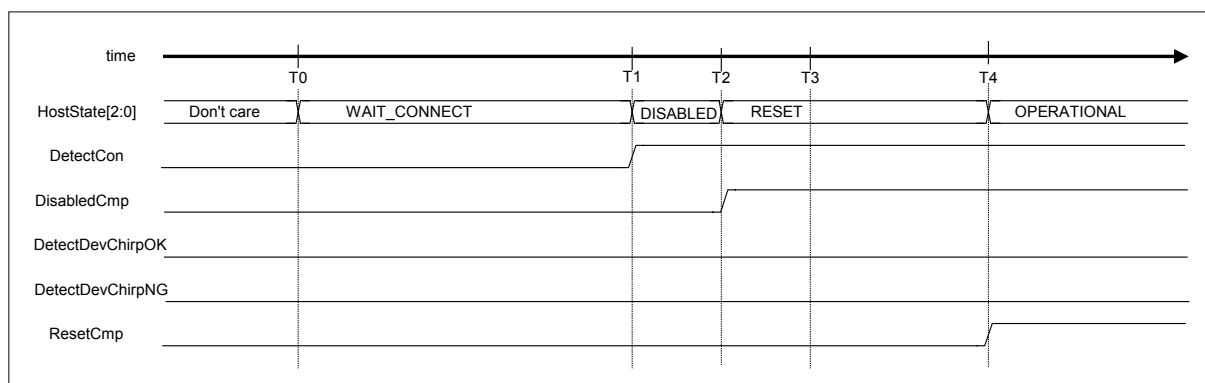 time
T0 T1 T2 T3 T4
HostState[2:0] Don't care WAIT_CONNECT DISABLED RESET OPERATIONAL
DetectCon
DisabledCmp
DetectDevChirpOK
DetectDevChirpNG
ResetCmp